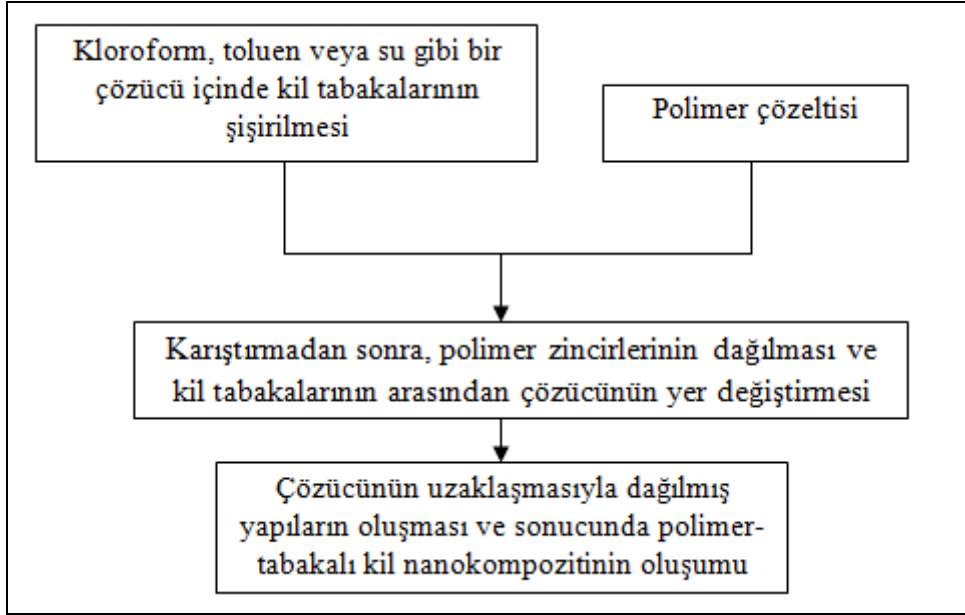 Kloroform, toluen veya su gibi bir
çözücü içinde kil tabakalarının
şişirilmesi
Polimer çözeltisi
Karıştırmadan sonra, polimer zincirlerinin dağılması ve
kil tabakalarının arasından çözücünün yer değiştirmesi
Çözücünün uzaklaşmasıyla dağılmış
yapıların oluşması ve sonucunda polimer-
tabakalı kil nanokompozitinin oluşumu